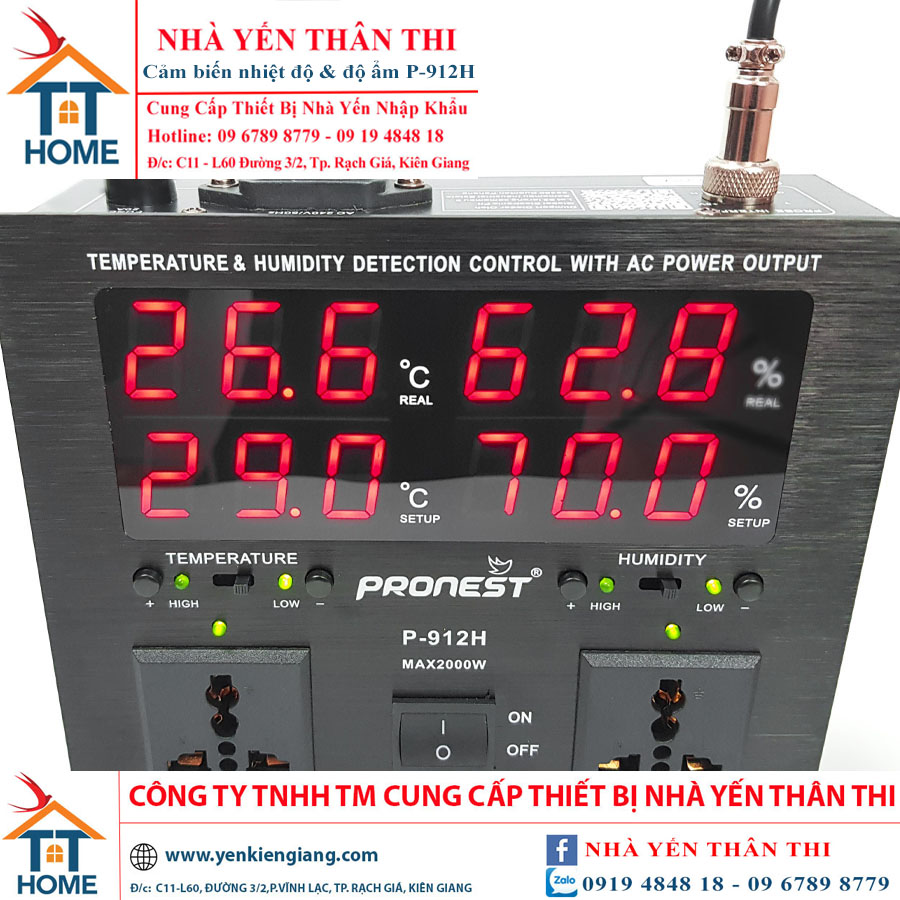 TT
HOME
NHÀ YẾN THÂN THI
Cảm biến nhiệt độ & độ ẩm P-912H
Cung Cấp Thiết Bị Nhà Yến Nhập Khẩu
Hotline: 09 6789 8779 - 09 19 4848 18
Đ/c: C11 - L60 Đường 3/2, Tp. Rạch Giá, Kiên Giang
AC 240V/50HZ
TEMPERATURE & HUMIDITY DETECTION CONTROL WITH AC POWER OUTPUT
26.6 °C REAL 62.8 % REAL
29.0 °C SETUP 70.0 % SETUP
TEMPERATURE HUMIDITY
+ HIGH LOW − PRONEST® + HIGH LOW −
P-912H
MAX2000W
ON
OFF
TT
HOME
CÔNG TY TNHH TM CUNG CẤP THIẾT BỊ NHÀ YẾN THÂN THI
www.yenkiengiang.com
Đ/c: C11-L60, ĐƯỜNG 3/2,P.VĨNH LẠC, TP. RẠCH GIÁ, KIÊN GIANG
f NHÀ YẾN THÂN THI
Zalo 0919 4848 18 - 09 6789 8779